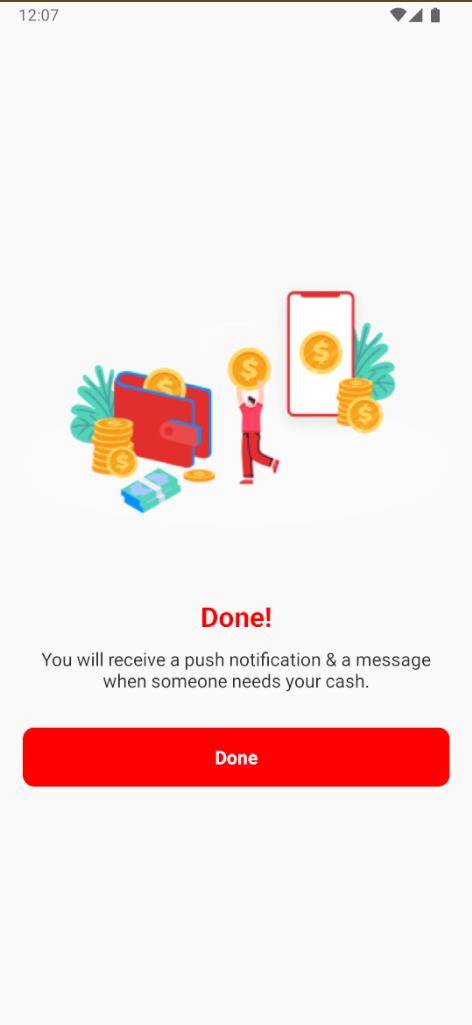 12:07
Done!
You will receive a push notification & a message
when someone needs your cash.
Done